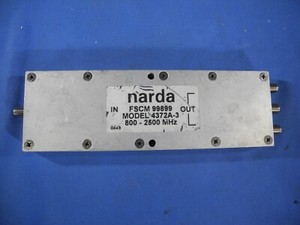 narda
IN FSCM 99899 OUT
MODEL 4372A-3
800 - 2500 MHz